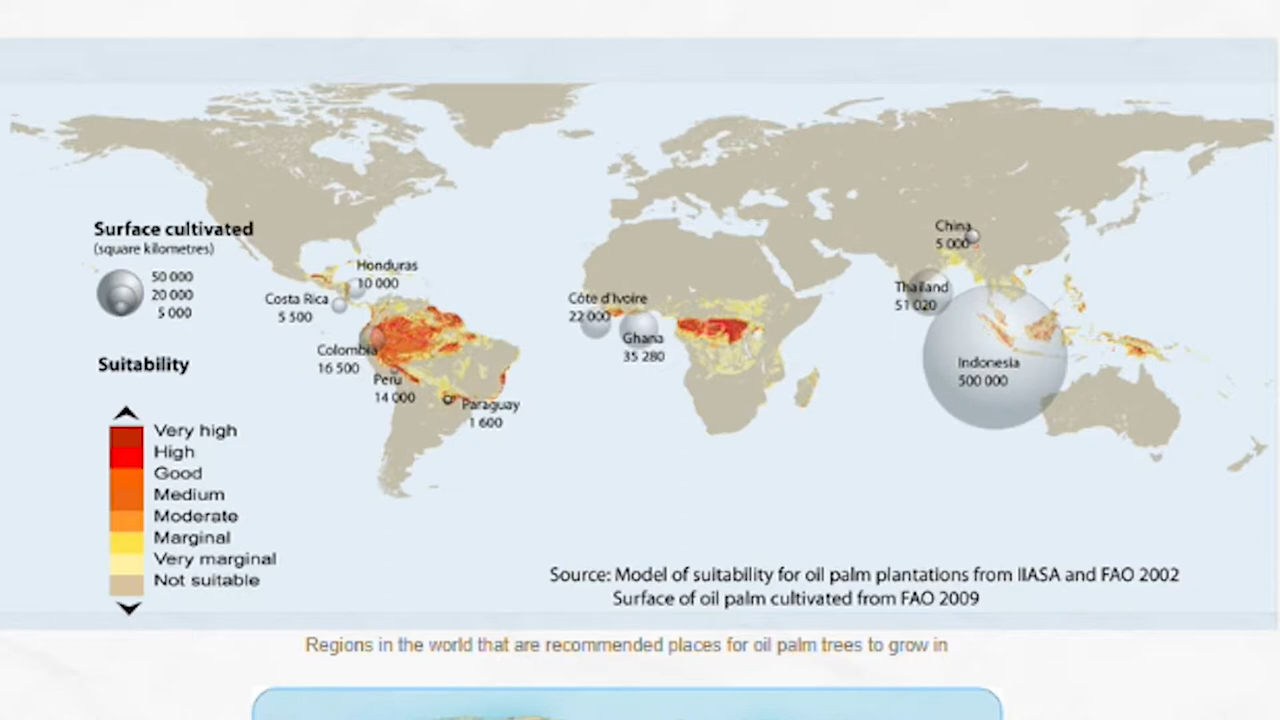 Surface cultivated
(square kilometres)
50 000
20 000
5 000
Suitability
Very high
High
Good
Medium
Moderate
Marginal
Very marginal
Not suitable
Honduras
10 000
Costa Rica
5 500
Colombia
16 500
Peru
14 000
Paraguay
1 600
Côte d'Ivoire
22 000
Ghana
35 280
China
5 000
Thailand
51 020
Indonesia
500 000
Source: Model of suitability for oil palm plantations from IIASA and FAO 2002
Surface of oil palm cultivated from FAO 2009
Regions in the world that are recommended places for oil palm trees to grow in